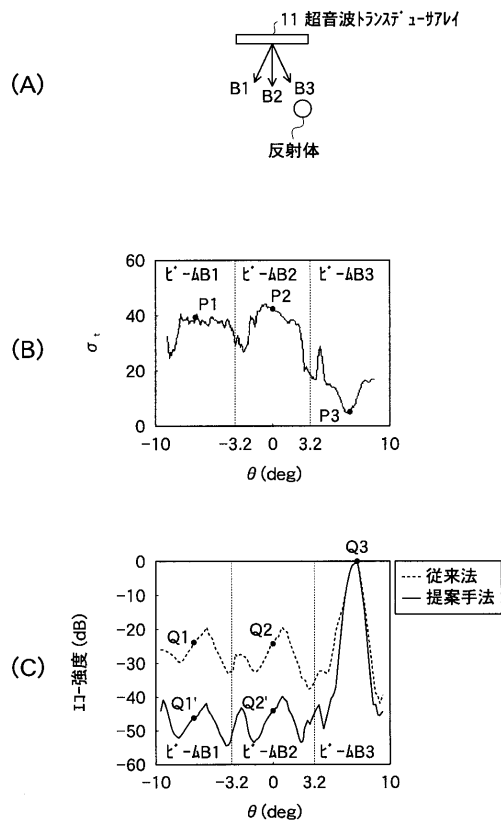 (A)
11 超音波トランスデューサアレイ
B1 B2 B3
反射体
(B)
60
40
20
0
σt
ビームB1 ビームB2 ビームB3
P1
P2
P3
-10 -3.2 0 3.2 10
θ(deg)
(C)
0
-10
-20
-30
-40
-50
-60
エコー強度(dB)
Q1
Q2
Q3
Q1'
Q2'
ビームB1 ビームB2 ビームB3
-10 -3.2 0 3.2 10
θ(deg)
従来法
提案手法